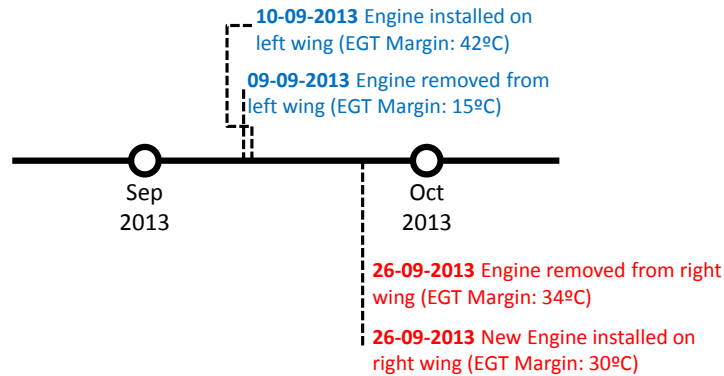 10-09-2013 Engine installed on
left wing (EGT Margin: 42ºC)
09-09-2013 Engine removed from
left wing (EGT Margin: 15ºC)
Sep
2013
Oct
2013
26-09-2013 Engine removed from right
wing (EGT Margin: 34ºC)
26-09-2013 New Engine installed on
right wing (EGT Margin: 30ºC)